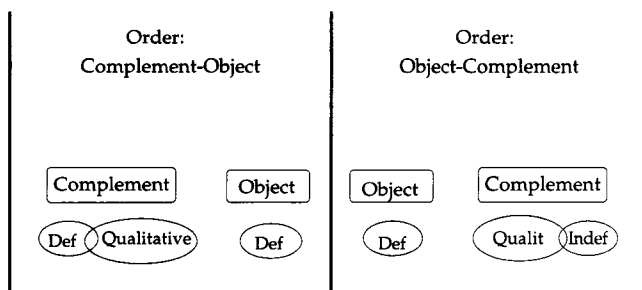 Order:
Complement-Object
Complement Object
Def Qualitative Def
Order:
Object-Complement
Object Complement
Def Qualit Indef